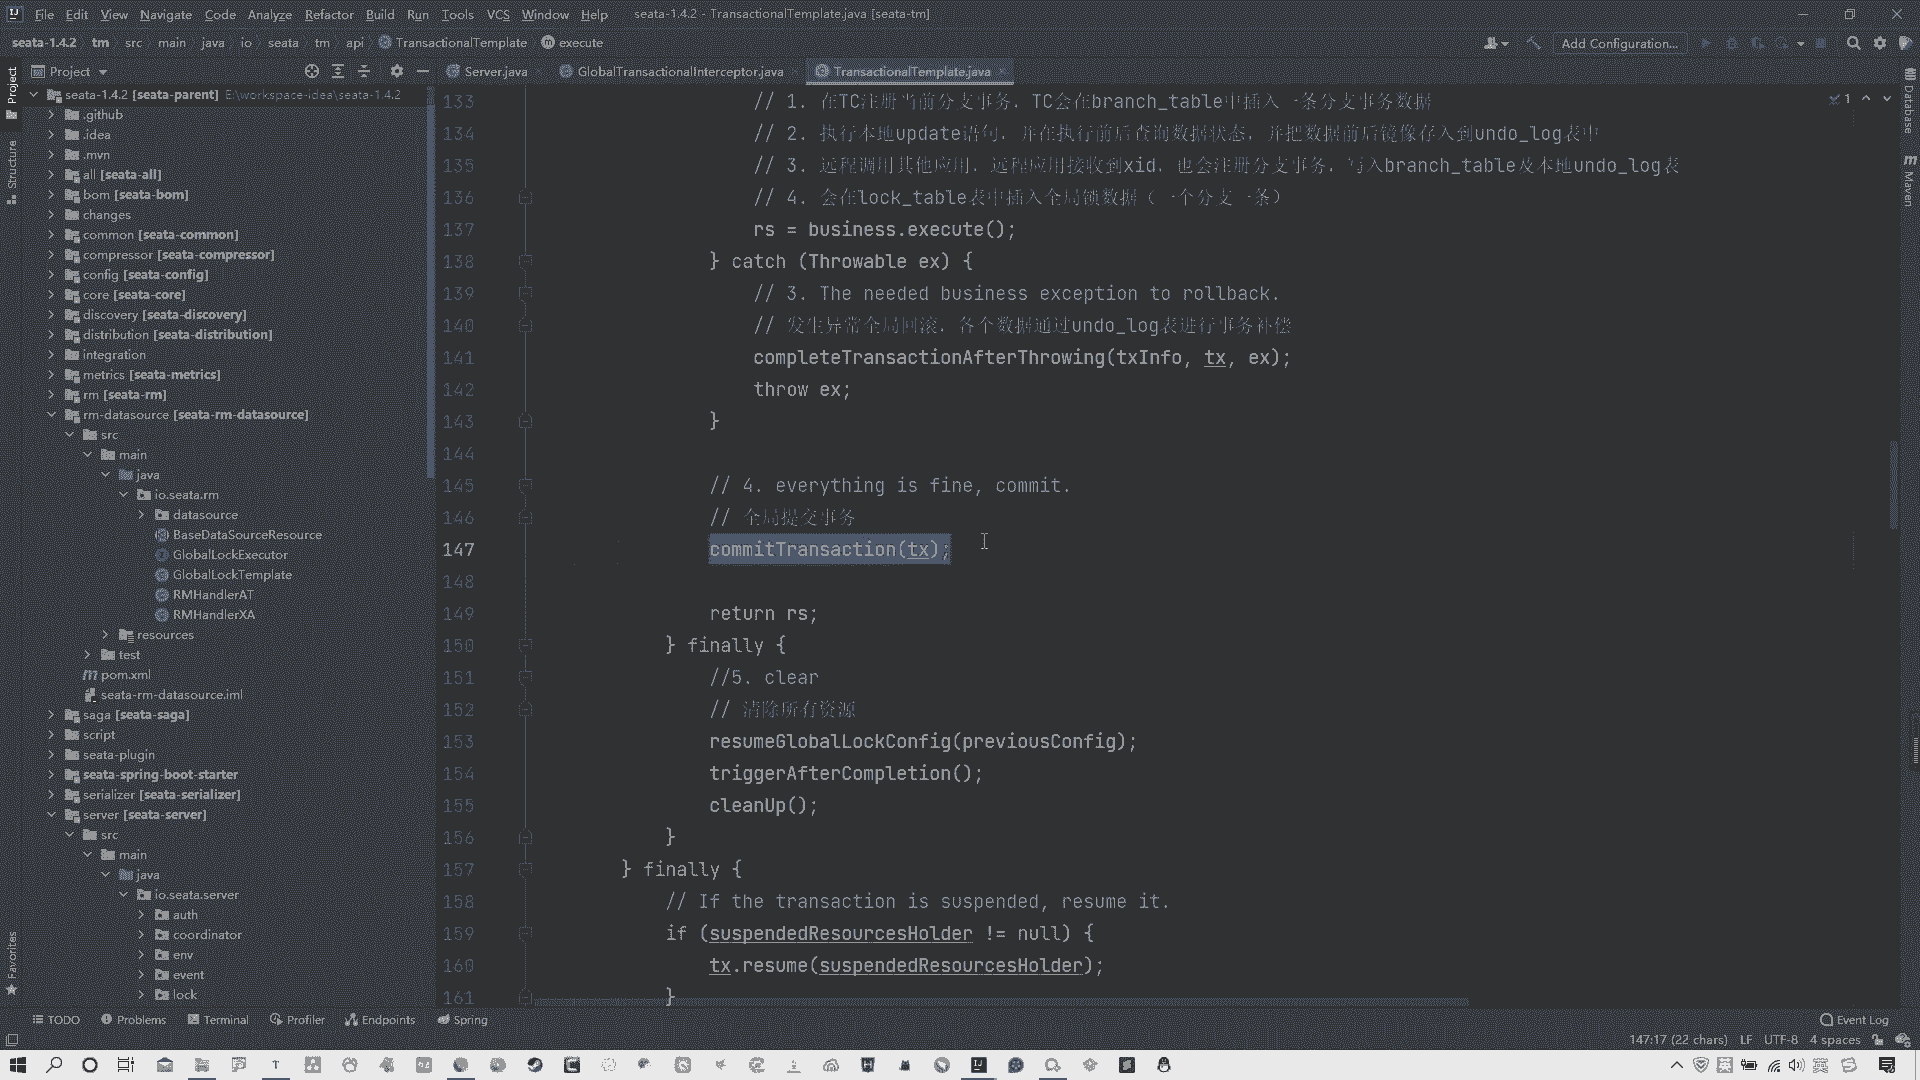 File Edit View Navigate Code Analyze Refactor Build Run Tools VCS Window Help seata-1.4.2 - TransactionalTemplate.java [seata-tm]
seata-1.4.2 tm src main java io seata tm api TransactionalTemplate execute Add Configuration...
Project Server.java GlobalTransactionalInterceptor.java TransactionalTemplate.java
Project
Structure
Favorites
seata-1.4.2 [seata-parent] E:\workspace-idea\seata-1.4.2
.github
.idea
.mvn
all [seata-all]
bom [seata-bom]
changes
common [seata-common]
compressor [seata-compressor]
config [seata-config]
core [seata-core]
discovery [seata-discovery]
distribution [seata-distribution]
integration
metrics [seata-metrics]
rm [seata-rm]
rm-datasource [seata-rm-datasource]
src
main
java
io.seata.rm
datasource
BaseDataSourceResource
GlobalLockExecutor
GlobalLockTemplate
RMHandlerAT
RMHandlerXA
resources
test
pom.xml
seata-rm-datasource.iml
saga [seata-saga]
script
seata-plugin
seata-spring-boot-starter
serializer [seata-serializer]
server [seata-server]
src
main
java
io.seata.server
auth
coordinator
env
event
lock
133 // 1. 在TC注册当前分支事务，TC会在branch_table中插入一条分支事务数据
134 // 2. 执行本地update语句，并在执行前后查询数据状态，并把数据前后镜像存入到undo_log表中
135 // 3. 远程调用其他应用，远程应用接收到xid，也会注册分支事务，写入branch_table及本地undo_log表
136 // 4. 会在lock_table表中插入全局锁数据（一个分支一条）
137 rs = business.execute();
138 } catch (Throwable ex) {
139 // 3. The needed business exception to rollback.
140 // 发生异常全局回滚，各个数据通过undo_log表进行事务补偿
141 completeTransactionAfterThrowing(txInfo, tx, ex);
142 throw ex;
143 }
144
145 // 4. everything is fine, commit.
146 // 全局提交事务
147 commitTransaction(tx);
148
149 return rs;
150 } finally {
151 //5. clear
152 // 清除所有资源
153 resumeGlobalLockConfig(previousConfig);
154 triggerAfterCompletion();
155 cleanUp();
156 }
157 } finally {
158 // If the transaction is suspended, resume it.
159 if (suspendedResourcesHolder != null) {
160 tx.resume(suspendedResourcesHolder);
161 }
1
Database
Maven
TODO Problems Terminal Profiler Endpoints Spring Event Log
147:17 (22 chars) LF UTF-8 4 spaces
英